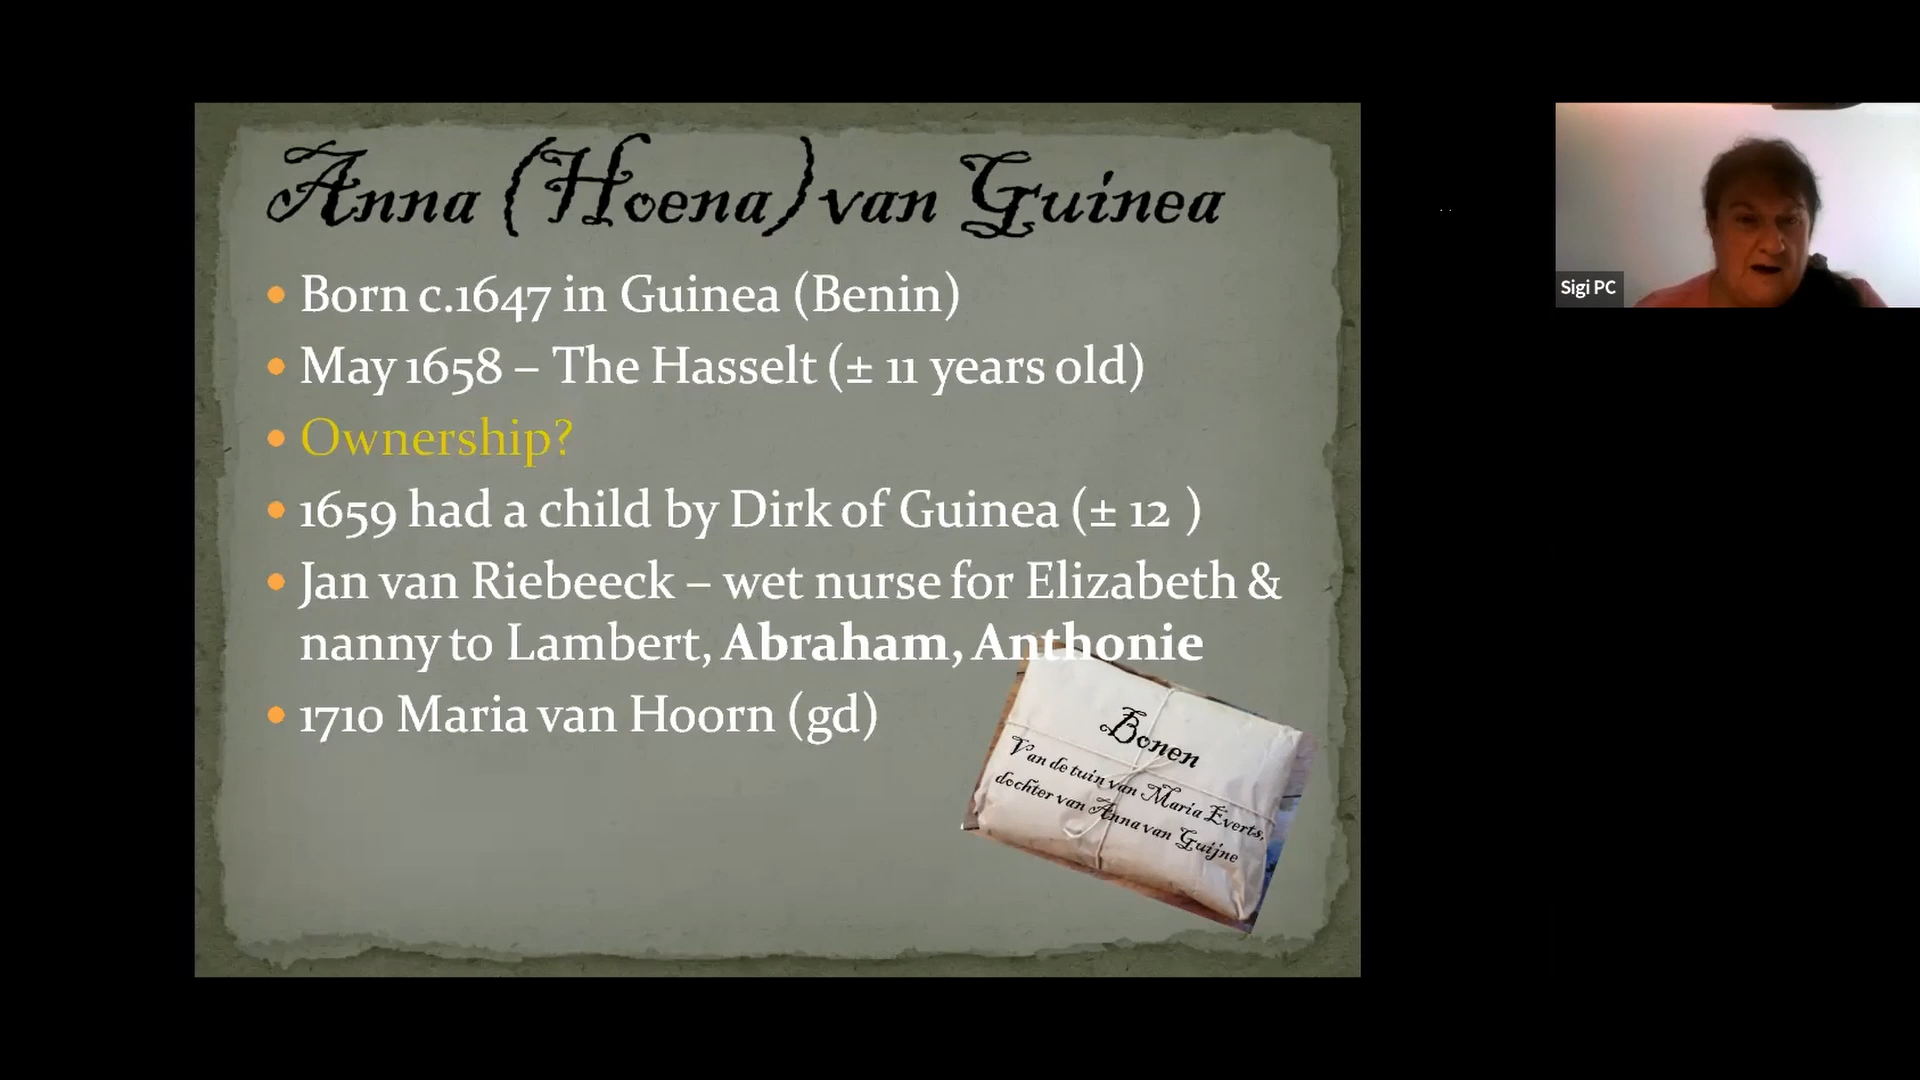 Anna (Hoena) van Guinea
• Born c.1647 in Guinea (Benin)
• May 1658 – The Hasselt (± 11 years old)
• Ownership?
• 1659 had a child by Dirk of Guinea (± 12 )
• Jan van Riebeeck – wet nurse for Elizabeth &
nanny to Lambert, Abraham, Anthonie
• 1710 Maria van Hoorn (gd)
Bonen
Van de tuin van Maria Everts,
dochter van Anna van Guijne
Sigi PC